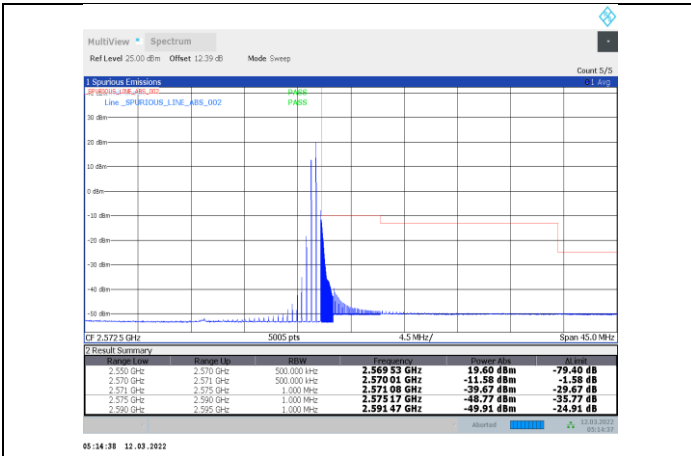 MultiView Spectrum
Ref Level 25.00 dBm Offset 12.39 dB Mode Sweep
Count 5/5
1 Spurious Emissions 1 Avg
SPURIOUS_LINE_ABS_002 PASS
Line _SPURIOUS_LINE_ABS_002 PASS
30 dBm
20 dBm
10 dBm
0 dBm
-10 dBm
-20 dBm
-30 dBm
-40 dBm
-50 dBm
CF 2.5725 GHz 5005 pts 4.5 MHz/ Span 45.0 MHz
2 Result Summary
Range Low Range Up RBW Frequency Power Abs ΔLimit
2.550 GHz 2.570 GHz 500.000 kHz 2.569 53 GHz 19.60 dBm -79.40 dB
2.570 GHz 2.571 GHz 500.000 kHz 2.570 01 GHz -11.58 dBm -1.58 dB
2.571 GHz 2.575 GHz 1.000 MHz 2.571 08 GHz -39.67 dBm -29.67 dB
2.575 GHz 2.590 GHz 1.000 MHz 2.575 17 GHz -48.77 dBm -35.77 dB
2.590 GHz 2.595 GHz 1.000 MHz 2.591 47 GHz -49.91 dBm -24.91 dB
Aborted 12.03.2022
05:14:37
05:14:38 12.03.2022